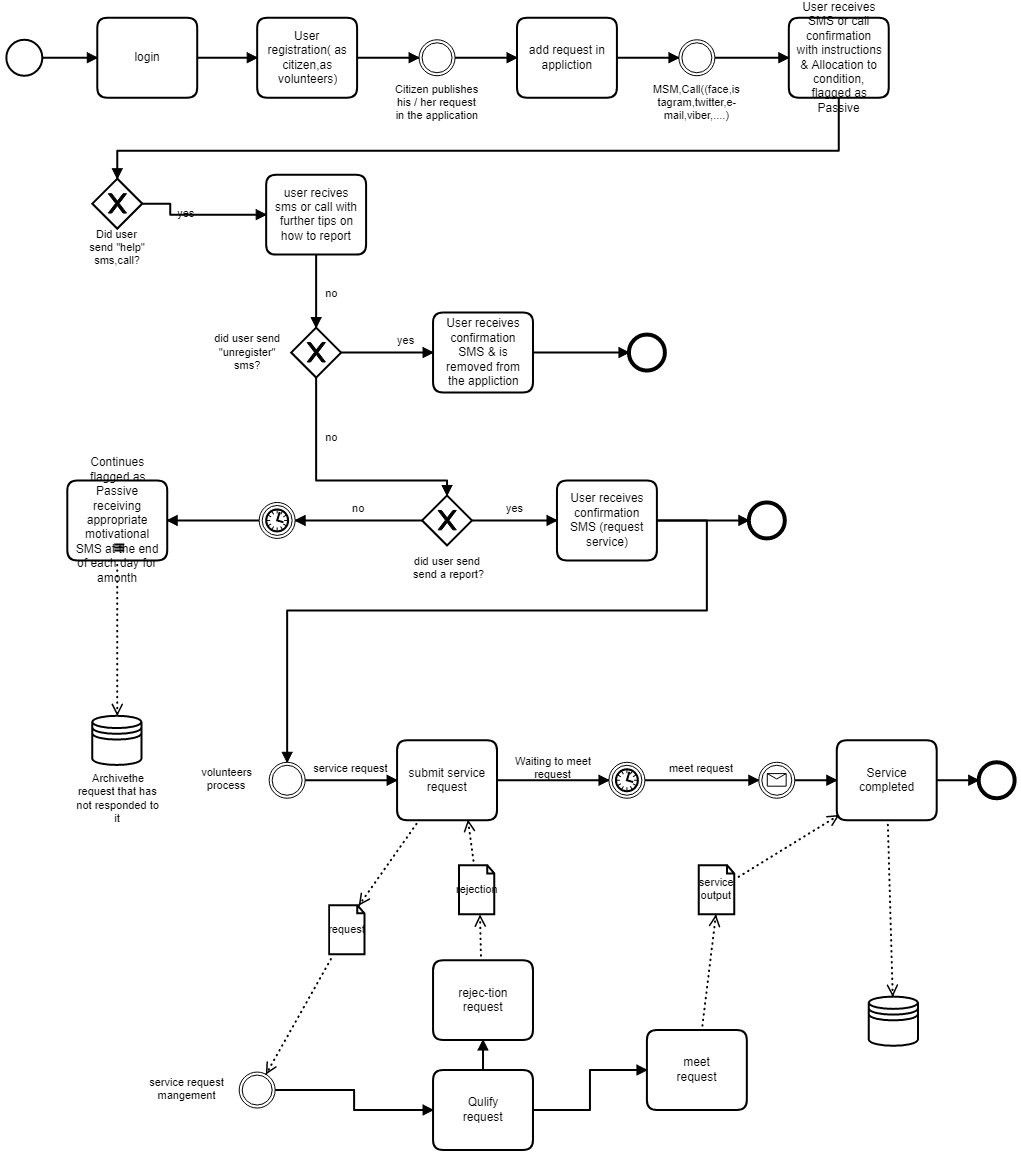 login
User
registration( as
citizen,as
volunteers)
Citizen publishes
his / her request
in the application
add request in
appliction
MSM,Call((face,is
tagram,twitter,e-
mail,viber,....)
User receives
SMS or call
confirmation
with instructions
& Allocation to
condition,
flagged as
Passive
Did user
send "help"
sms,call?
yes
user recives
sms or call with
further tips on
how to report
no
did user send
"unregister"
sms?
yes
User receives
confirmation
SMS & is
removed from
the appliction
no
Continues
flagged as
Passive
receiving
appropriate
motivational
SMS at the end
of each day for
amonth
no
did user send
send a report?
yes
User receives
confirmation
SMS (request
service)
Archivethe
request that has
not responded to
it
volunteers
process
service request
submit service
request
Waiting to meet
request
meet request
Service
completed
request
rejection
service
output
rejec-tion
request
service request
mangement
Qulify
request
meet
request